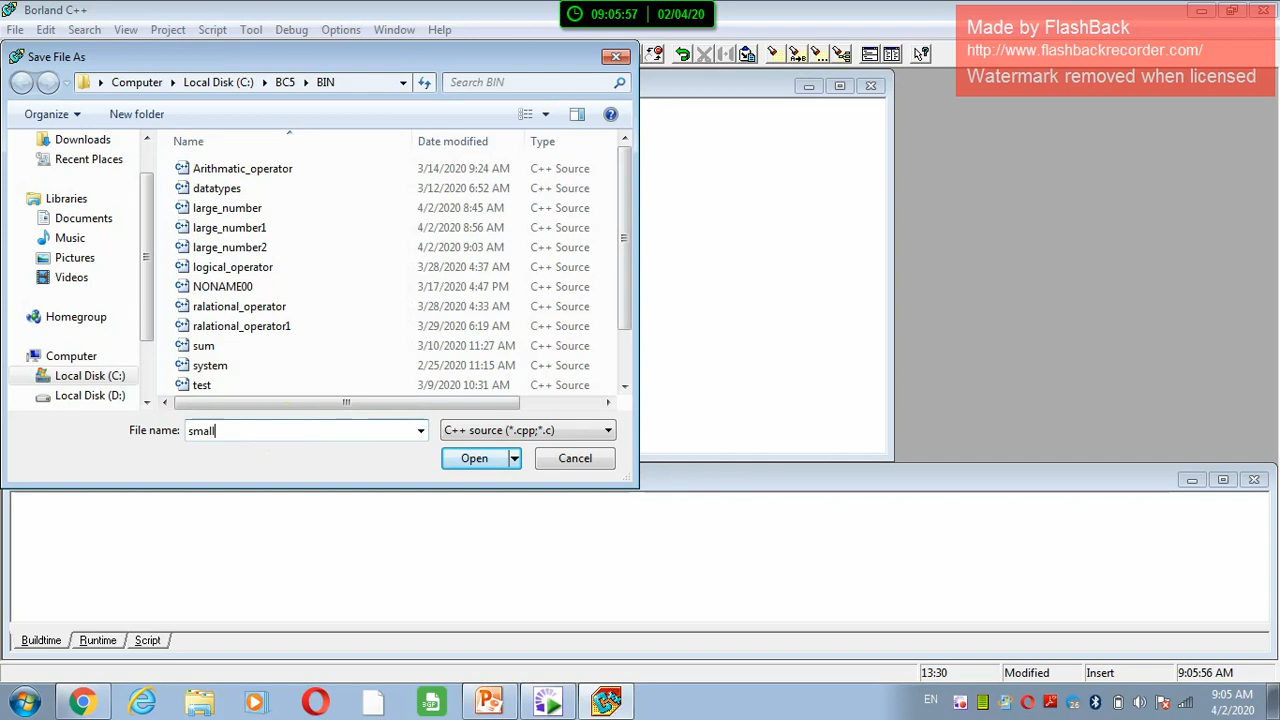 Borland C++
09:05:57 02/04/20
Made by FlashBack
http://www.flashbackrecorder.com/
Watermark removed when licensed
File Edit Search View Project Script Tool Debug Options Window Help
Save File As
Computer Local Disk (C:) BC5 BIN
Search BIN
Organize New folder
Name Date modified Type
Downloads
Recent Places
Libraries
Documents
Music
Pictures
Videos
Homegroup
Computer
Local Disk (C:)
Local Disk (D:)
Arithmatic_operator 3/14/2020 9:24 AM C++ Source
datatypes 3/12/2020 6:52 AM C++ Source
large_number 4/2/2020 8:45 AM C++ Source
large_number1 4/2/2020 8:56 AM C++ Source
large_number2 4/2/2020 9:03 AM C++ Source
logical_operator 3/28/2020 4:37 AM C++ Source
NONAME00 3/17/2020 4:47 PM C++ Source
ralational_operator 3/28/2020 4:33 AM C++ Source
ralational_operator1 3/29/2020 6:19 AM C++ Source
sum 3/10/2020 11:27 AM C++ Source
system 2/25/2020 11:15 AM C++ Source
test 3/9/2020 10:31 AM C++ Source
File name: small C++ source (*.cpp;*.c)
Open Cancel
Buildtime Runtime Script
13:30 Modified Insert 9:05:56 AM
EN 9:05 AM
4/2/2020